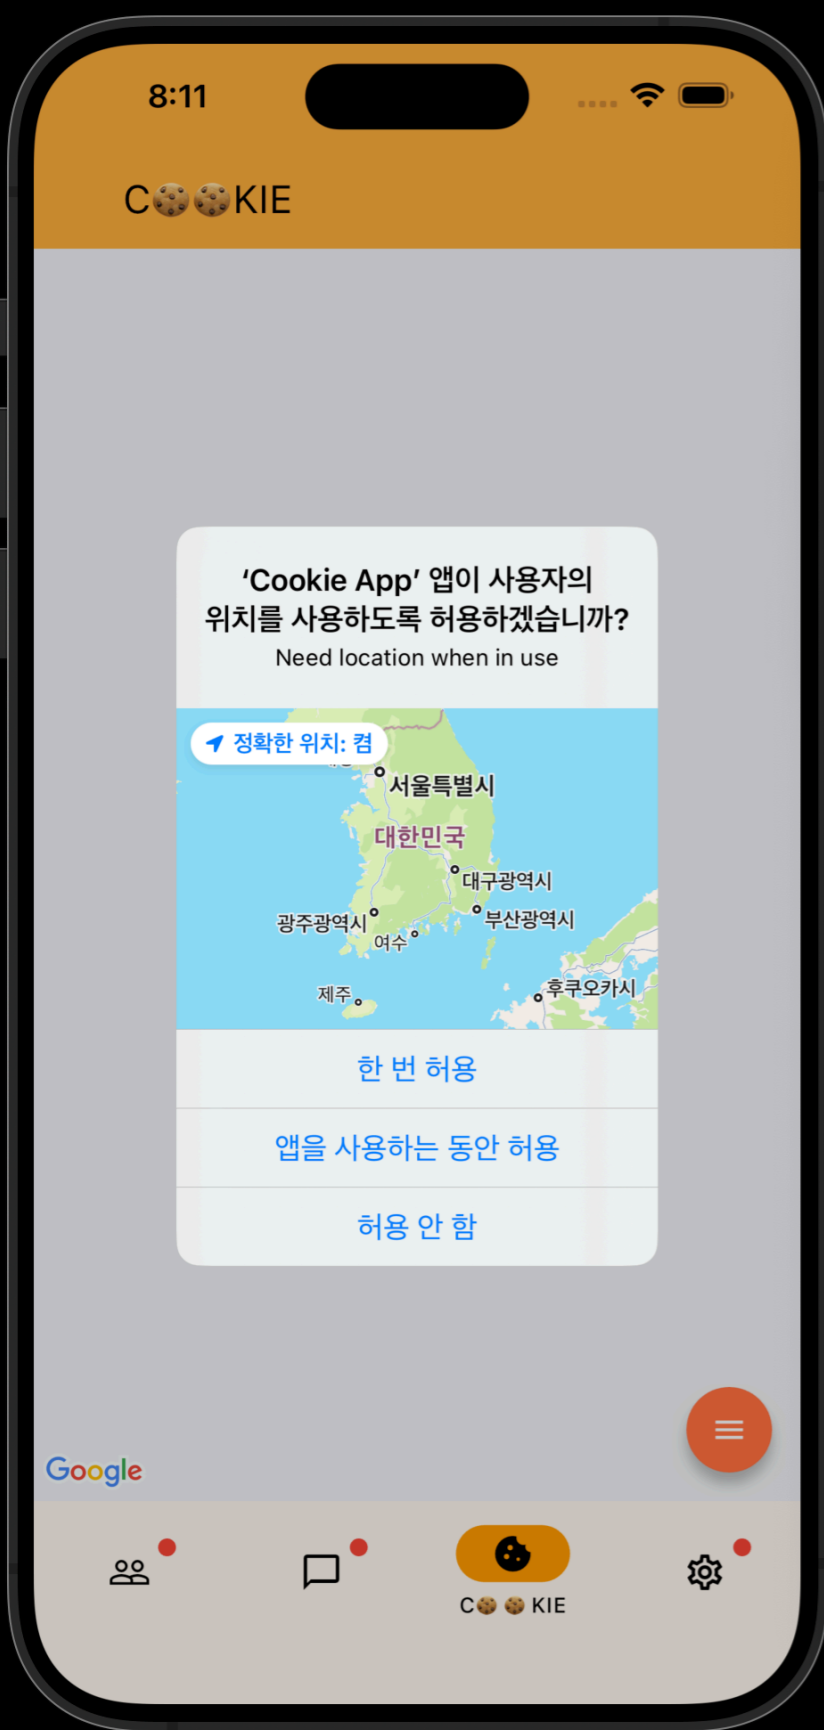 8:11
C🍪🍪KIE
‘Cookie App’ 앱이 사용자의
위치를 사용하도록 허용하겠습니까?
Need location when in use
정확한 위치: 켬
서울특별시
대한민국
대구광역시
광주광역시
부산광역시
여수
제주
후쿠오카시
한 번 허용
앱을 사용하는 동안 허용
허용 안 함
Google
C🍪 🍪 KIE